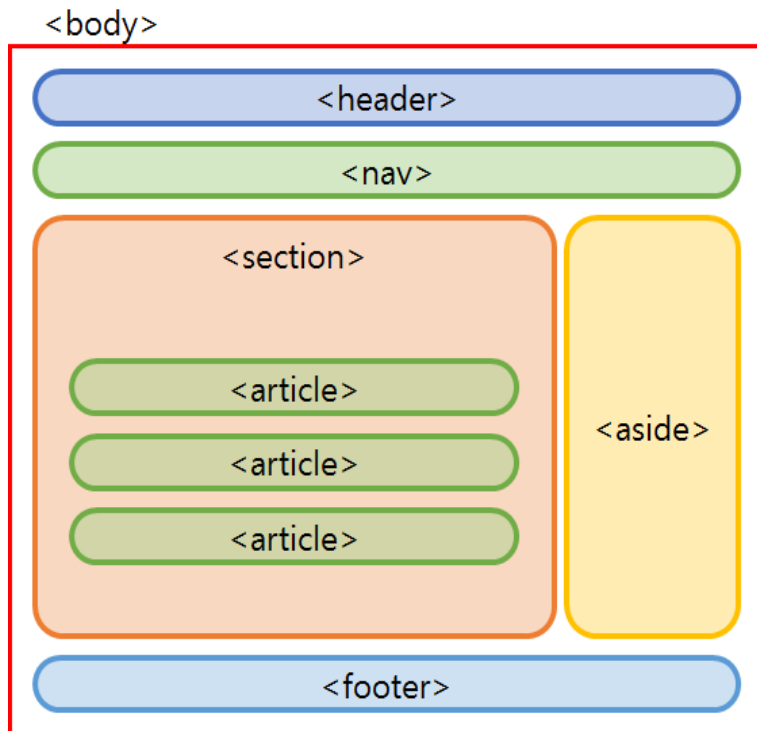 <body>
<header>
<nav>
<section>
<article>
<article>
<article>
<aside>
<footer>